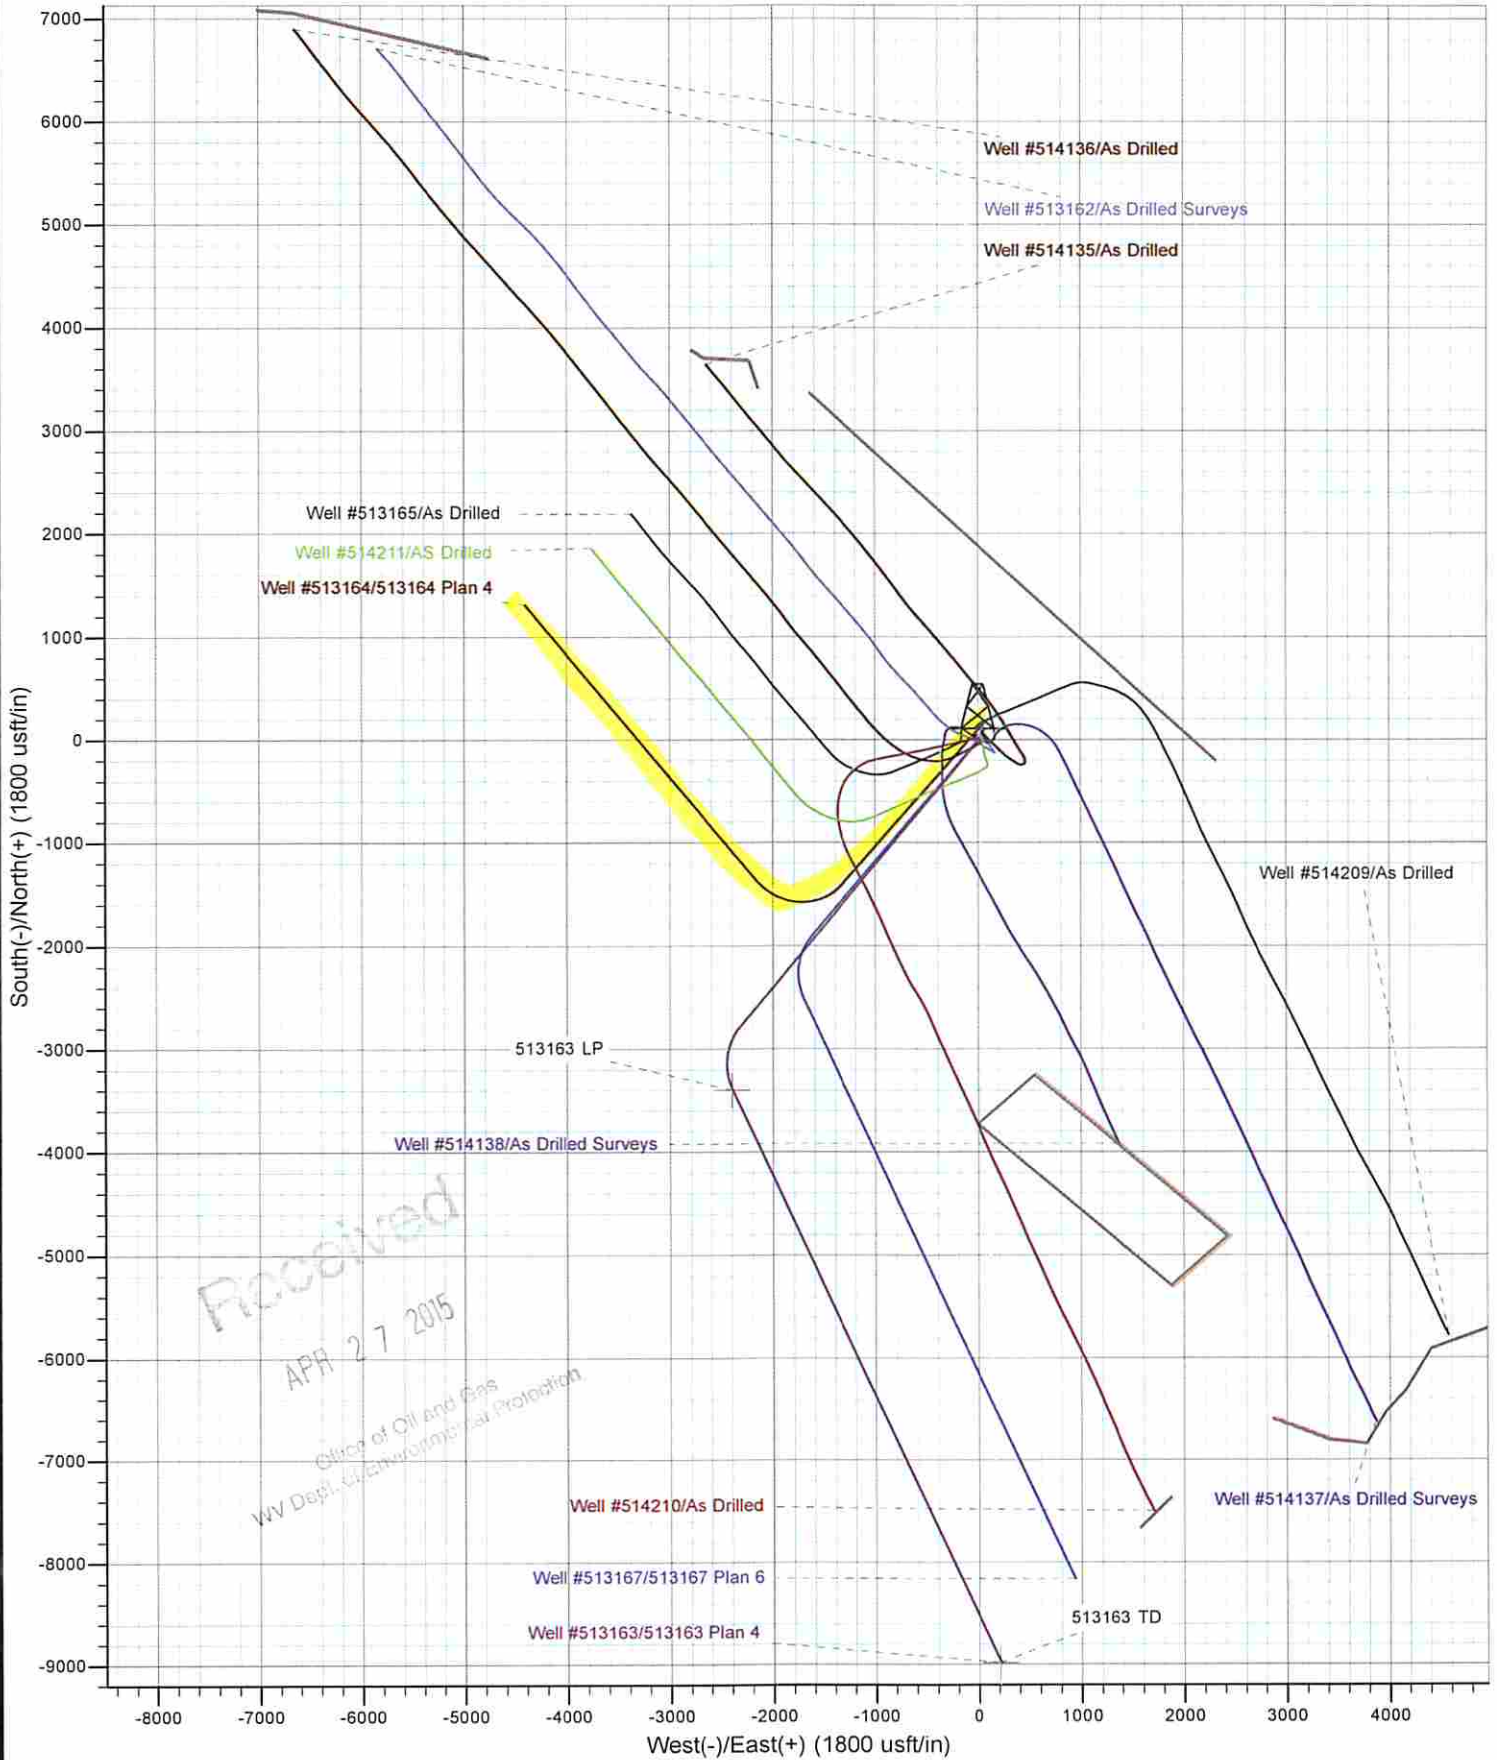 7000
6000
5000
4000
3000
2000
1000
0
-1000
-2000
-3000
-4000
-5000
-6000
-7000
-8000
-9000
South(-)/North(+) (1800 usft/in)
Well #514136/As Drilled
Well #513162/As Drilled Surveys
Well #514135/As Drilled
Well #513165/As Drilled
Well #514211/AS Drilled
Well #513164/513164 Plan 4
Well #514209/As Drilled
513163 LP
Well #514138/As Drilled Surveys
Received
APR 27 2015
Office of Oil and Gas
WV Dept. of Environmental Protection
Well #514210/As Drilled
Well #514137/As Drilled Surveys
Well #513167/513167 Plan 6
513163 TD
Well #513163/513163 Plan 4
-8000 -7000 -6000 -5000 -4000 -3000 -2000 -1000 0 1000 2000 3000 4000
West(-)/East(+) (1800 usft/in)